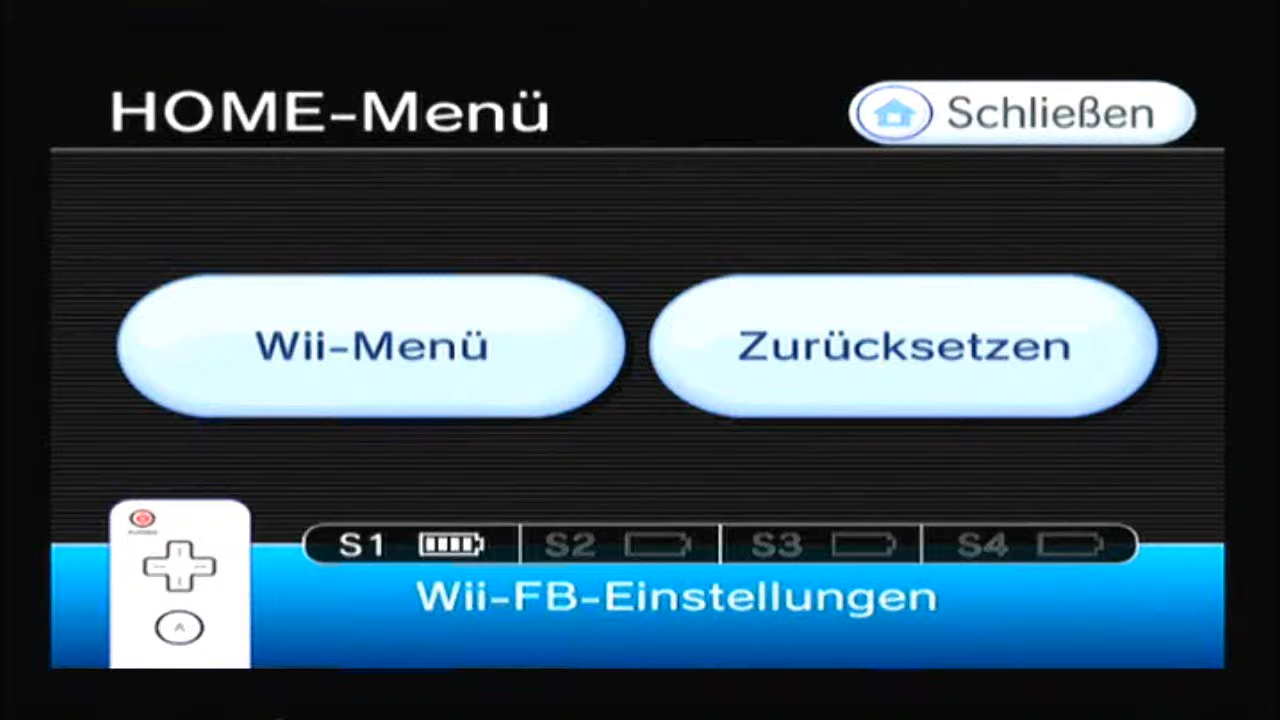 HOME-Menü
Schließen
Wii-Menü
Zurücksetzen
S1 S2 S3 S4
Wii-FB-Einstellungen
A